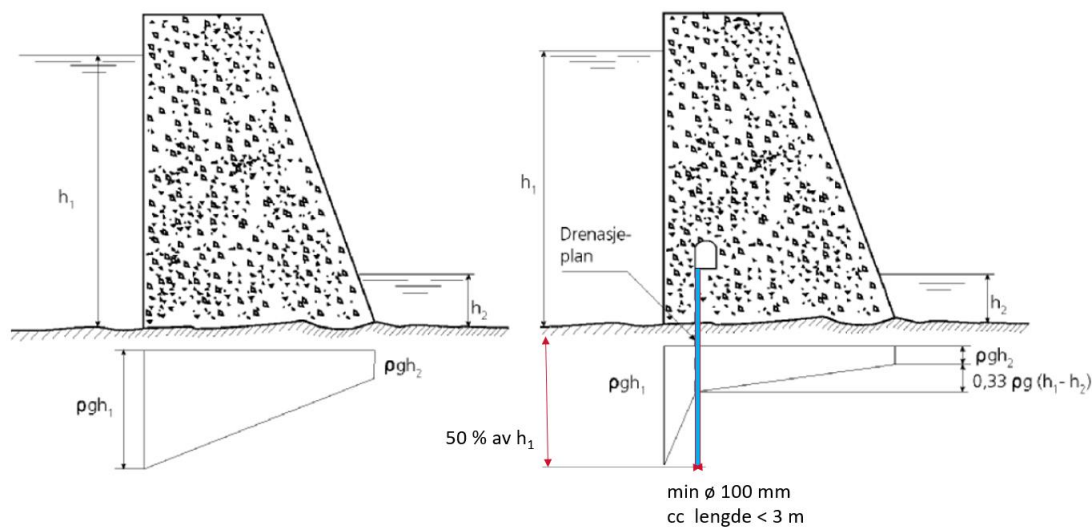 h₁
h₂
ρgh₁
ρgh₂
h₁
Drenasje-
plan
h₂
ρgh₁
ρgh₂
0,33 ρg (h₁- h₂)
50 % av h₁
min ø 100 mm
cc lengde < 3 m